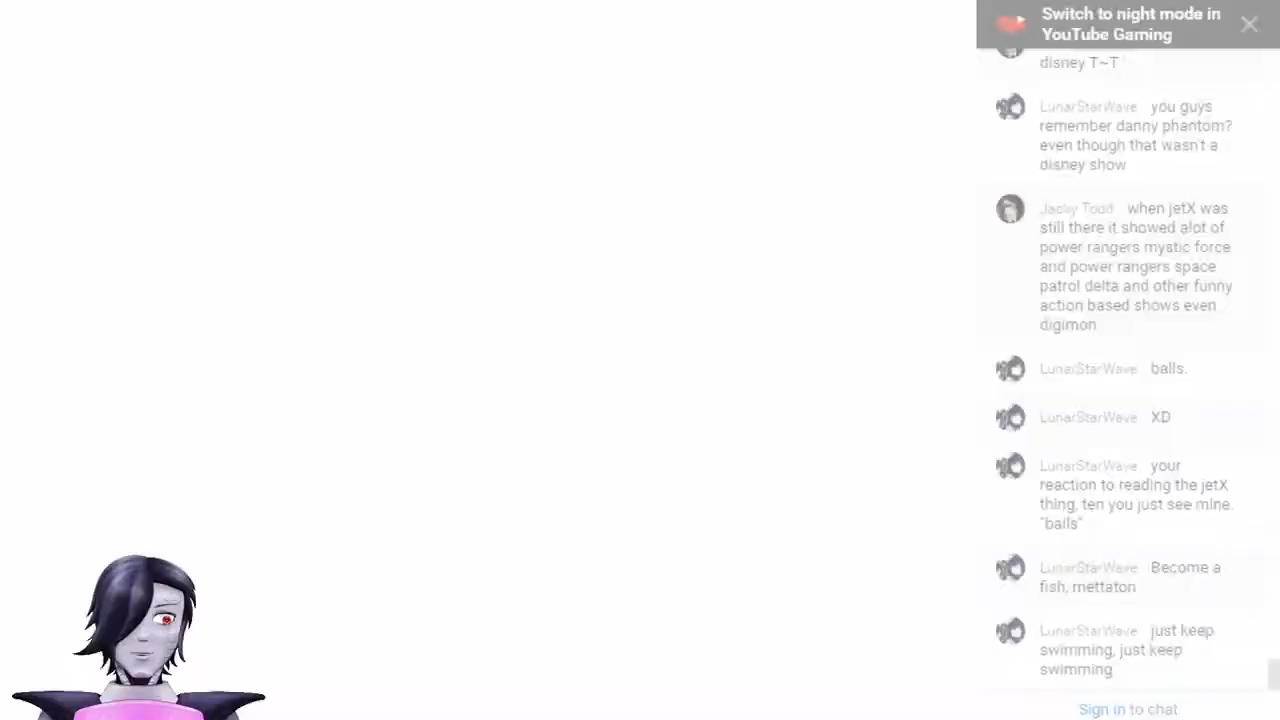 Switch to night mode in
YouTube Gaming
disney T~T
LunarStarWave you guys
remember danny phantom?
even though that wasn't a
disney show
Jacky Todd when jetX was
still there it showed alot of
power rangers mystic force
and power rangers space
patrol delta and other funny
action based shows even
digimon
LunarStarWave balls.
LunarStarWave XD
LunarStarWave your
reaction to reading the jetX
thing, ten you just see mine.
"balls"
LunarStarWave Become a
fish, mettaton
LunarStarWave just keep
swimming, just keep
swimming
Sign in to chat